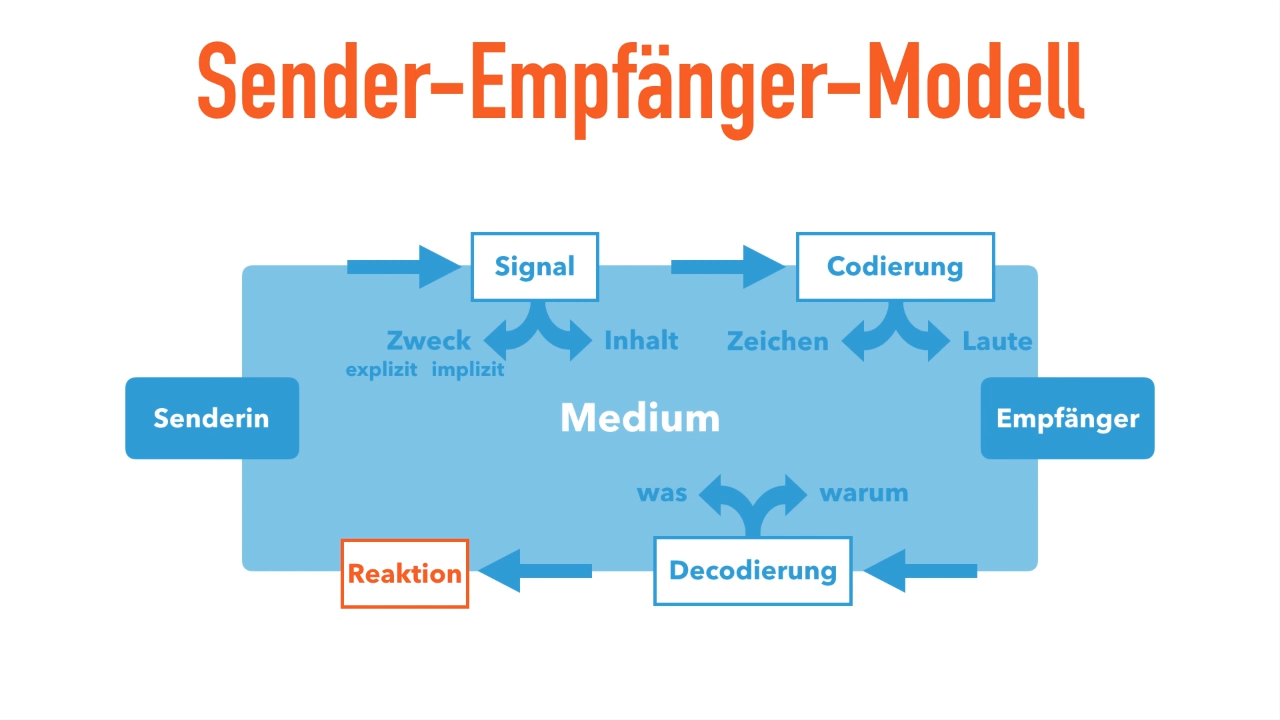 Sender-Empfänger-Modell
Signal
Codierung
Zweck
Inhalt
Zeichen
Laute
explizit implizit
Senderin
Medium
Empfänger
was
warum
Reaktion
Decodierung